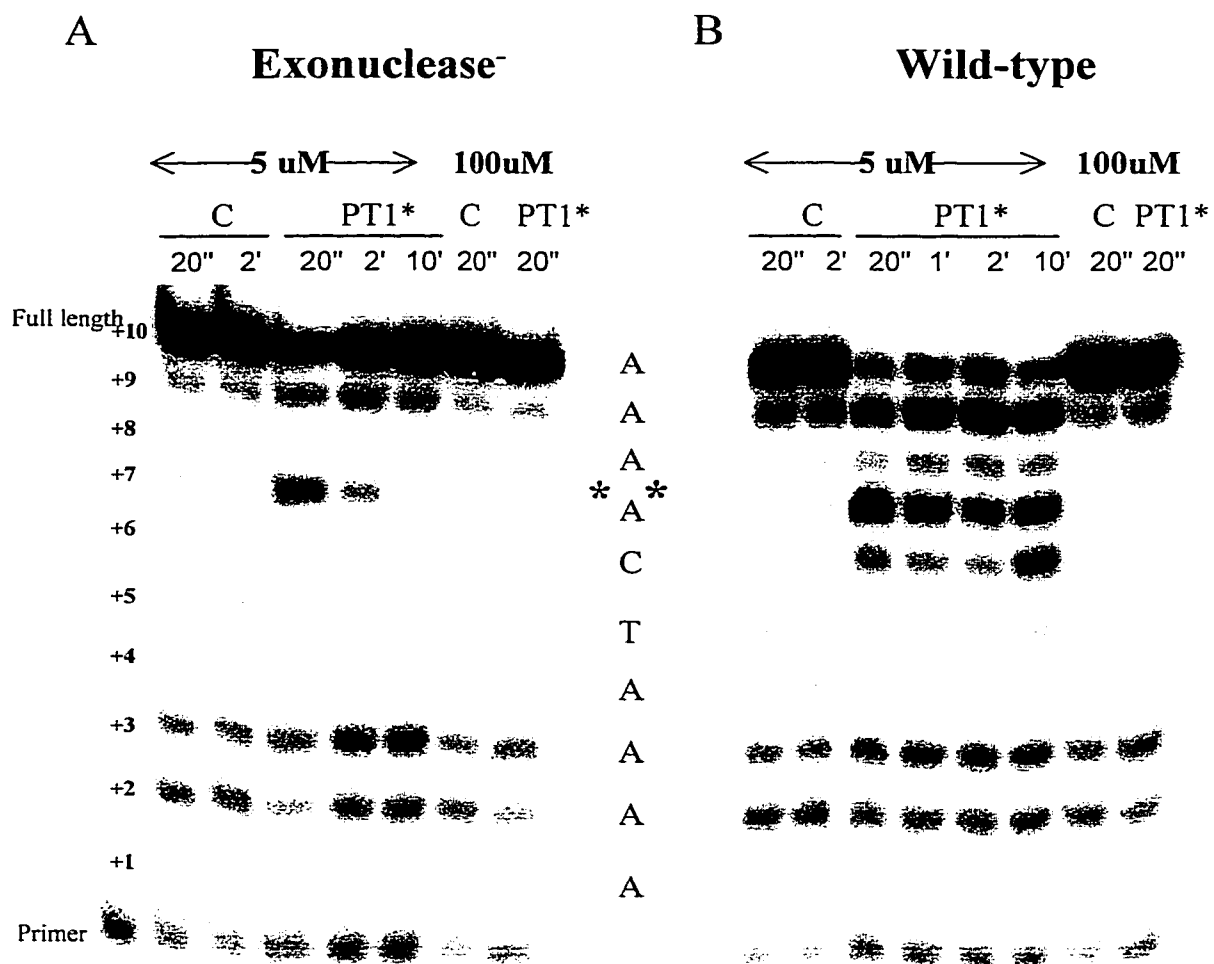 A
B
Exonuclease⁻
Wild-type
5 uM 100uM
5 uM 100uM
C PT1* C PT1*
C PT1* C PT1*
20" 2' 20" 2' 10' 20" 20"
20" 2' 20" 1' 2' 10' 20" 20"
Full length
+10
+9
+8
+7
+6
+5
+4
+3
+2
+1
Primer
A
A
A
* *
A
C
T
A
A
A
A